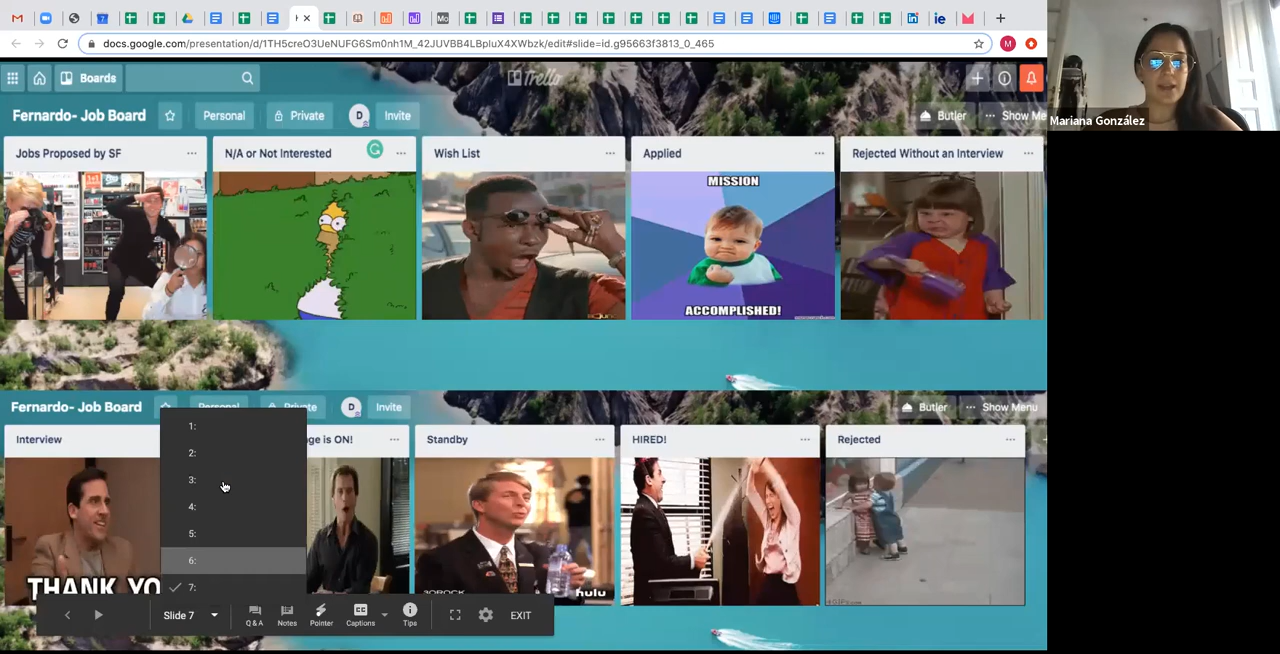 docs.google.com/presentation/d/1TH5creO3UeNUFG6Sm0nh1M_42JUVBB4LBpluX4XWbzk/edit#slide=id.g95663f3813_0_465
M
Boards
Trello
Fernardo- Job Board
Personal
Private
D
Invite
Butler
... Show Me
Mariana González
Jobs Proposed by SF
N/A or Not Interested
Wish List
Applied
Rejected Without an Interview
MISSION
ACCOMPLISHED!
Fernardo- Job Board
Personal
Private
D
Invite
Butler
... Show Menu
Interview
ge is ON!
Standby
HIRED!
Rejected
THANK YO
hulu
1:
2:
3:
4:
5:
6:
7:
Slide 7
Q & A
Notes
Pointer
CC
Captions
Tips
EXIT